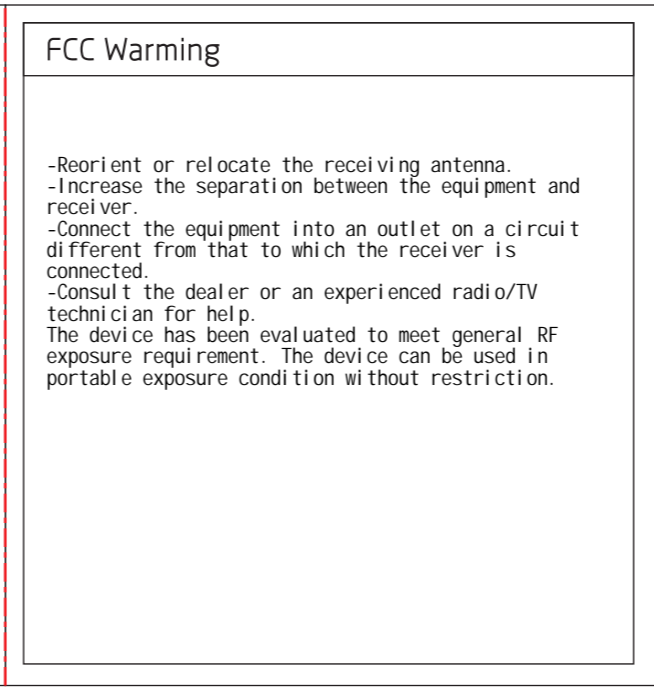 FCC Warming
-Reorient or relocate the receiving antenna.
-Increase the separation between the equipment and
receiver.
-Connect the equipment into an outlet on a circuit
different from that to which the receiver is
connected.
-Consult the dealer or an experienced radio/TV
technician for help.
The device has been evaluated to meet general RF
exposure requirement. The device can be used in
portable exposure condition without restriction.